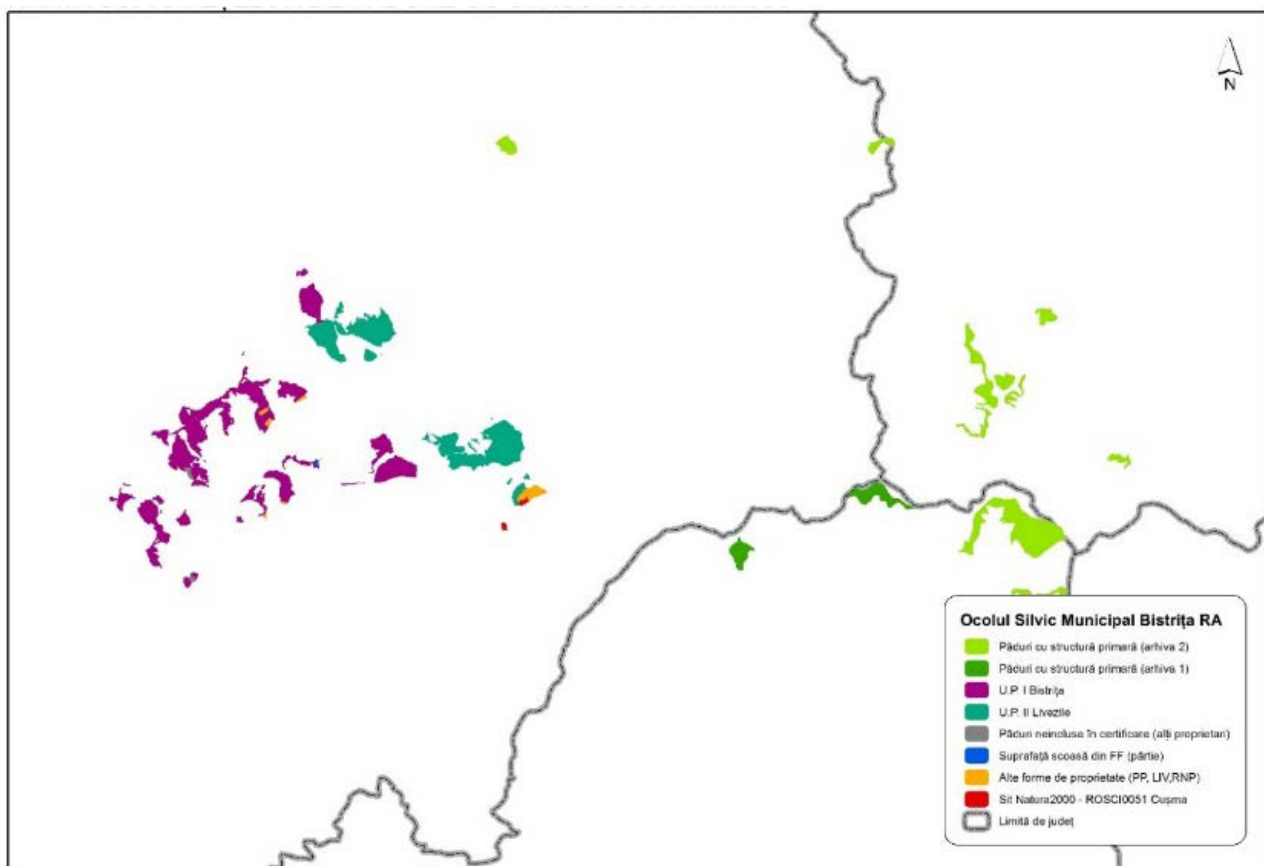 N
Ocolul Silvic Municipal Bistrița RA
Păduri cu structură primară (arhiva 2)
Păduri cu structură primară (arhiva 1)
U.P. I Bistrița
U.P. II Livezile
Păduri neincluse în certificare (alți proprietari)
Suprafață scoasă din FF (pârtie)
Alte forme de proprietate (PP, LIV,RNP)
Sit Natura2000 - ROSCI0051 Cușma
Limită de județ